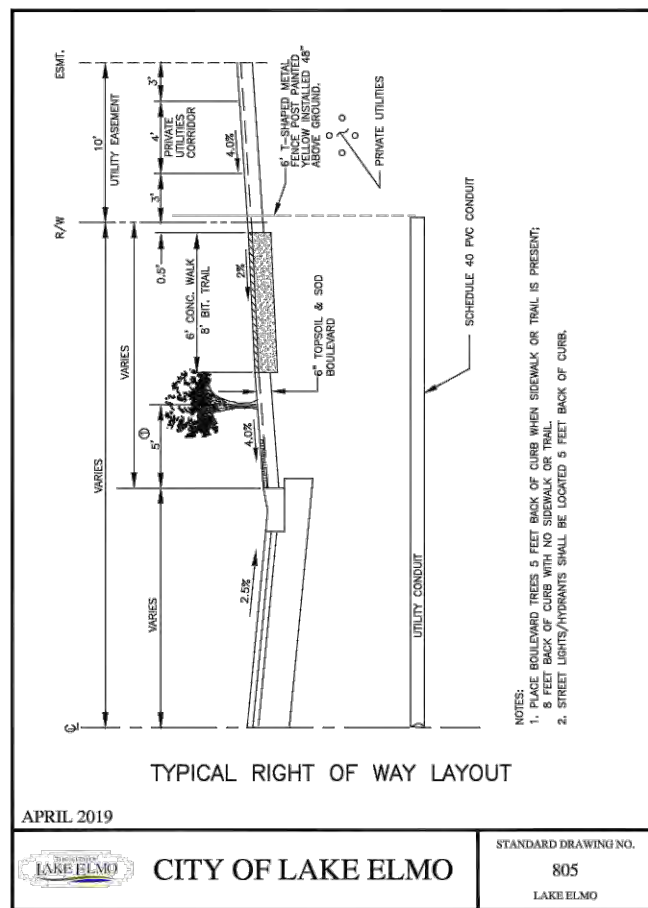 ESMT.
10'
UTILITY EASEMENT
3'
4'
PRIVATE
UTILITIES
CORRIDOR
3'
4.0%
R/W
0.5'
6' CONC. WALK
8' BIT. TRAIL
2%
VARIES
VARIES
①
5'
4.0%
VARIES
2.5%
℄
6' T-SHAPED METAL
FENCE POST PAINTED
YELLOW INSTALLED 48"
ABOVE GROUND.
PRIVATE UTILITIES
6" TOPSOIL & SOD
BOULEVARD
SCHEDULE 40 PVC CONDUIT
UTILITY CONDUIT
NOTES:
1. PLACE BOULEVARD TREES 5 FEET BACK OF CURB WHEN SIDEWALK OR TRAIL IS PRESENT;
8 FEET BACK OF CURB WITH NO SIDEWALK OR TRAIL.
2. STREET LIGHTS/HYDRANTS SHALL BE LOCATED 5 FEET BACK OF CURB.
TYPICAL RIGHT OF WAY LAYOUT
APRIL 2019
LAKE ELMO
CITY OF LAKE ELMO
STANDARD DRAWING NO.
805
LAKE ELMO